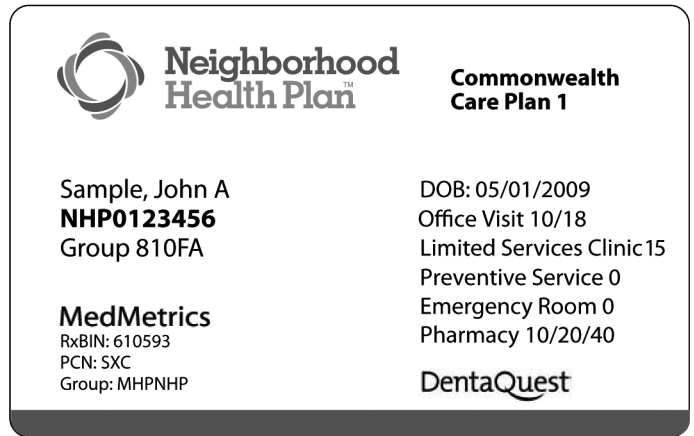 Neighborhood
Health Plan™
Commonwealth
Care Plan 1
Sample, John A
NHP0123456
Group 810FA
DOB: 05/01/2009
Office Visit 10/18
Limited Services Clinic15
Preventive Service 0
Emergency Room 0
Pharmacy 10/20/40
MedMetrics
RxBIN: 610593
PCN: SXC
Group: MHPNHP
DentaQuest